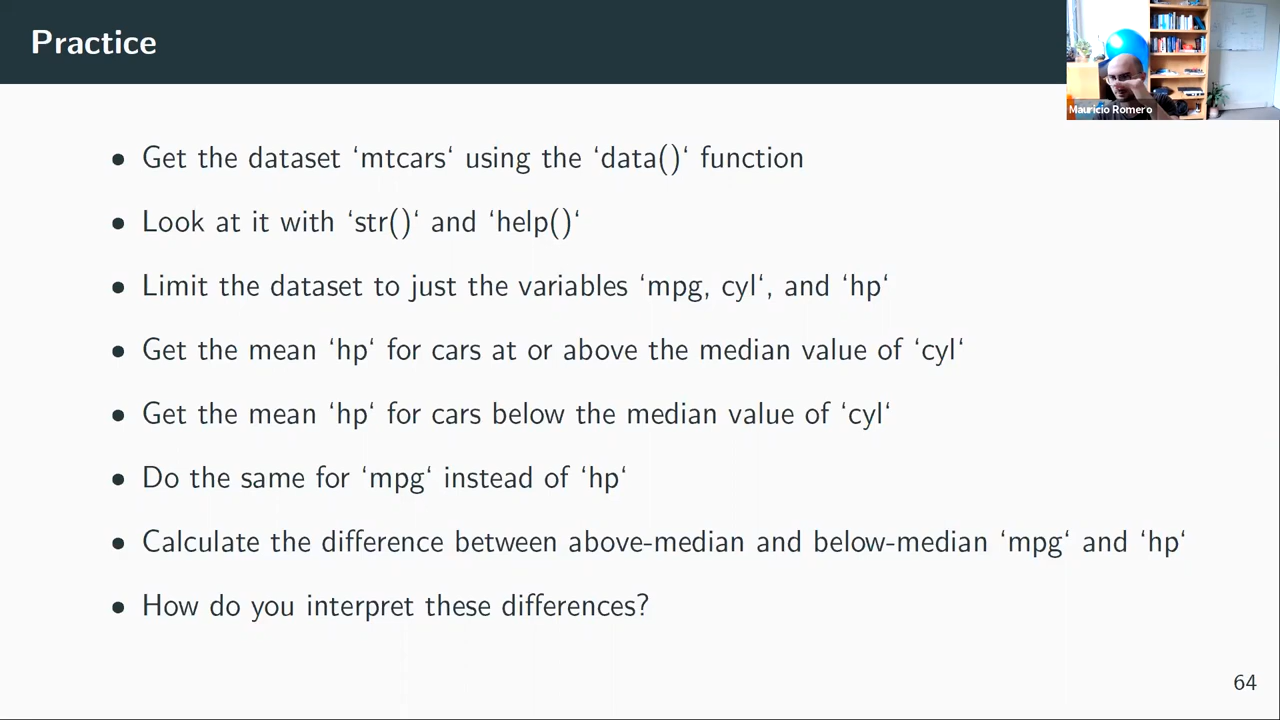 Practice
Mauricio Romero
• Get the dataset ‘mtcars‘ using the ‘data()‘ function
• Look at it with ‘str()‘ and ‘help()‘
• Limit the dataset to just the variables ‘mpg, cyl‘, and ‘hp‘
• Get the mean ‘hp‘ for cars at or above the median value of ‘cyl‘
• Get the mean ‘hp‘ for cars below the median value of ‘cyl‘
• Do the same for ‘mpg‘ instead of ‘hp‘
• Calculate the difference between above-median and below-median ‘mpg‘ and ‘hp‘
• How do you interpret these differences?
64